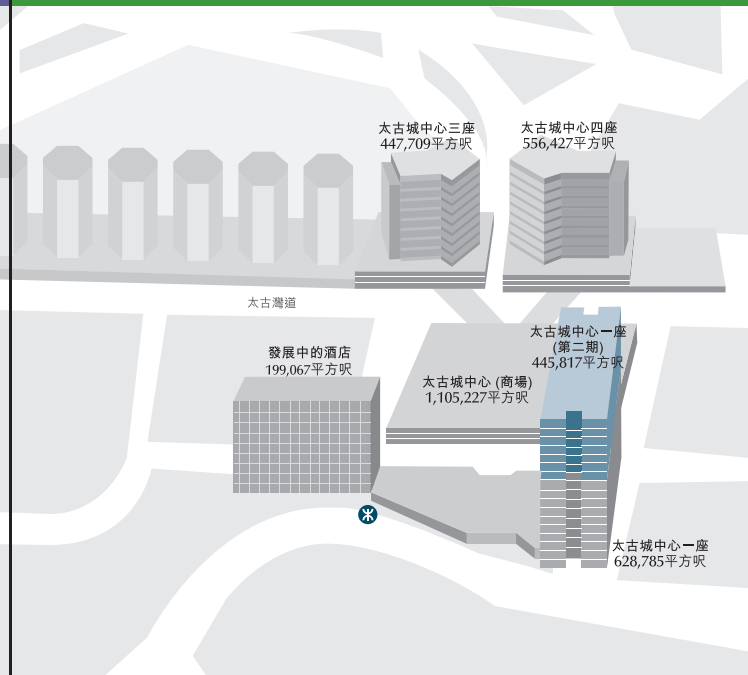 太古城中心三座
447,709平方呎
太古城中心四座
556,427平方呎
太古灣道
太古城中心一座
(第二期)
445,817平方呎
發展中的酒店
199,067平方呎
太古城中心 (商場)
1,105,227平方呎
太古城中心一座
628,785平方呎